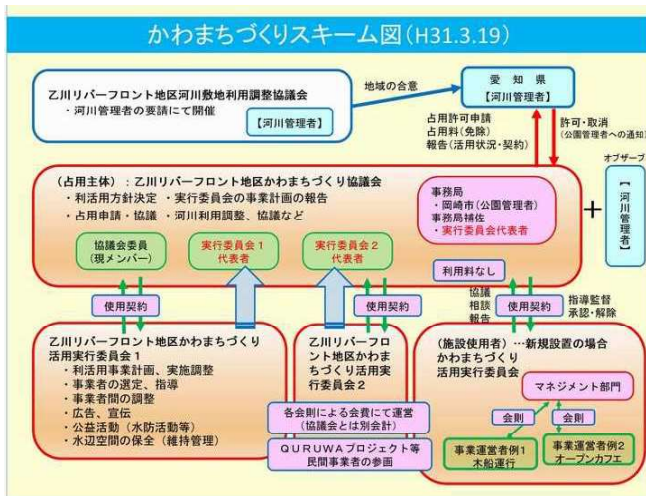 かわまちづくりスキーム図(H31.3.19)
乙川リバーフロント地区河川敷地利用調整協議会
・河川管理者の要請にて開催
【河川管理者】
地域の合意
愛知県
【河川管理者】
占用許可申請
占用料(免除)
報告(活用状況・契約)
許可・取消
(公園管理者への通知)
オブザーブ
(占用主体):乙川リバーフロント地区かわまちづくり協議会
・利活用方針決定 ・実行委員会の事業計画の報告
・占用申請・協議 ・河川利用調整、協議など
事務局
・岡崎市(公園管理者)
事務局補佐
・実行委員会代表者
+
【河川管理者】
協議会委員
(現メンバー)
実行委員会1
代表者
実行委員会2
代表者
利用料なし
使用契約
使用契約
協議
相談
報告
使用契約
指導監督
承認・解除
乙川リバーフロント地区かわまちづくり
活用実行委員会1
・利活用事業計画、実施調整
・事業者の選定、指導
・事業者間の調整
・広告、宣伝
・公益活動(水防活動等)
・水辺空間の保全(維持管理)
乙川リバーフロ
ント地区かわま
ちづくり活用実
行委員会2
各会則による会費にて運営
(協議会とは別会計)
QURUWAプロジェクト等
民間事業者の参画
(施設使用者)…新規設置の場合
かわまちづくり
活用実行委員会
マネジメント部門
会則
会則
事業運営者例1
木船運行
事業運営者例2
オープンカフェ